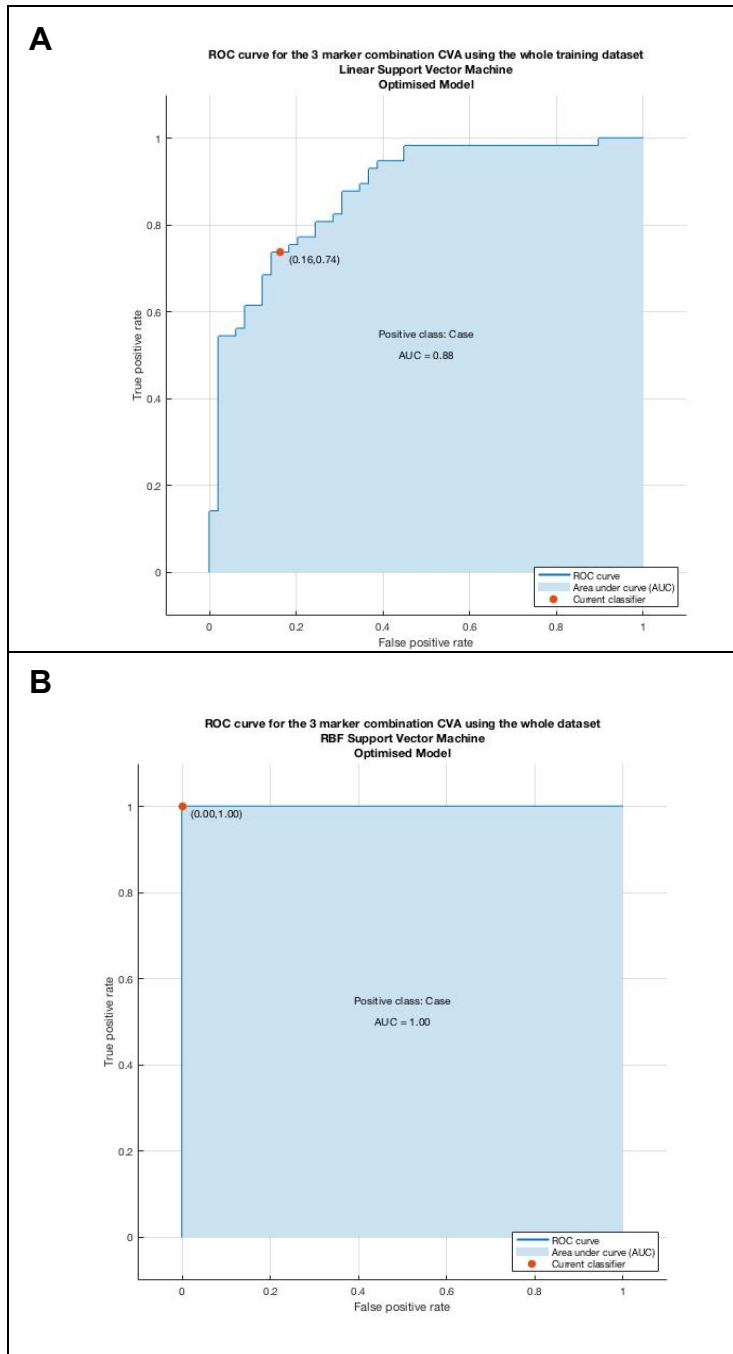 A
ROC curve for the 3 marker combination CVA using the whole training dataset
Linear Support Vector Machine
Optimised Model
1
0.8
0.6
0.4
0.2
0
True positive rate
(0.16,0.74)
Positive class: Case
AUC = 0.88
ROC curve
Area under curve (AUC)
Current classifier
0 0.2 0.4 0.6 0.8 1
False positive rate
B
ROC curve for the 3 marker combination CVA using the whole dataset
RBF Support Vector Machine
Optimised Model
1
0.8
0.6
0.4
0.2
0
True positive rate
(0.00,1.00)
Positive class: Case
AUC = 1.00
ROC curve
Area under curve (AUC)
Current classifier
0 0.2 0.4 0.6 0.8 1
False positive rate